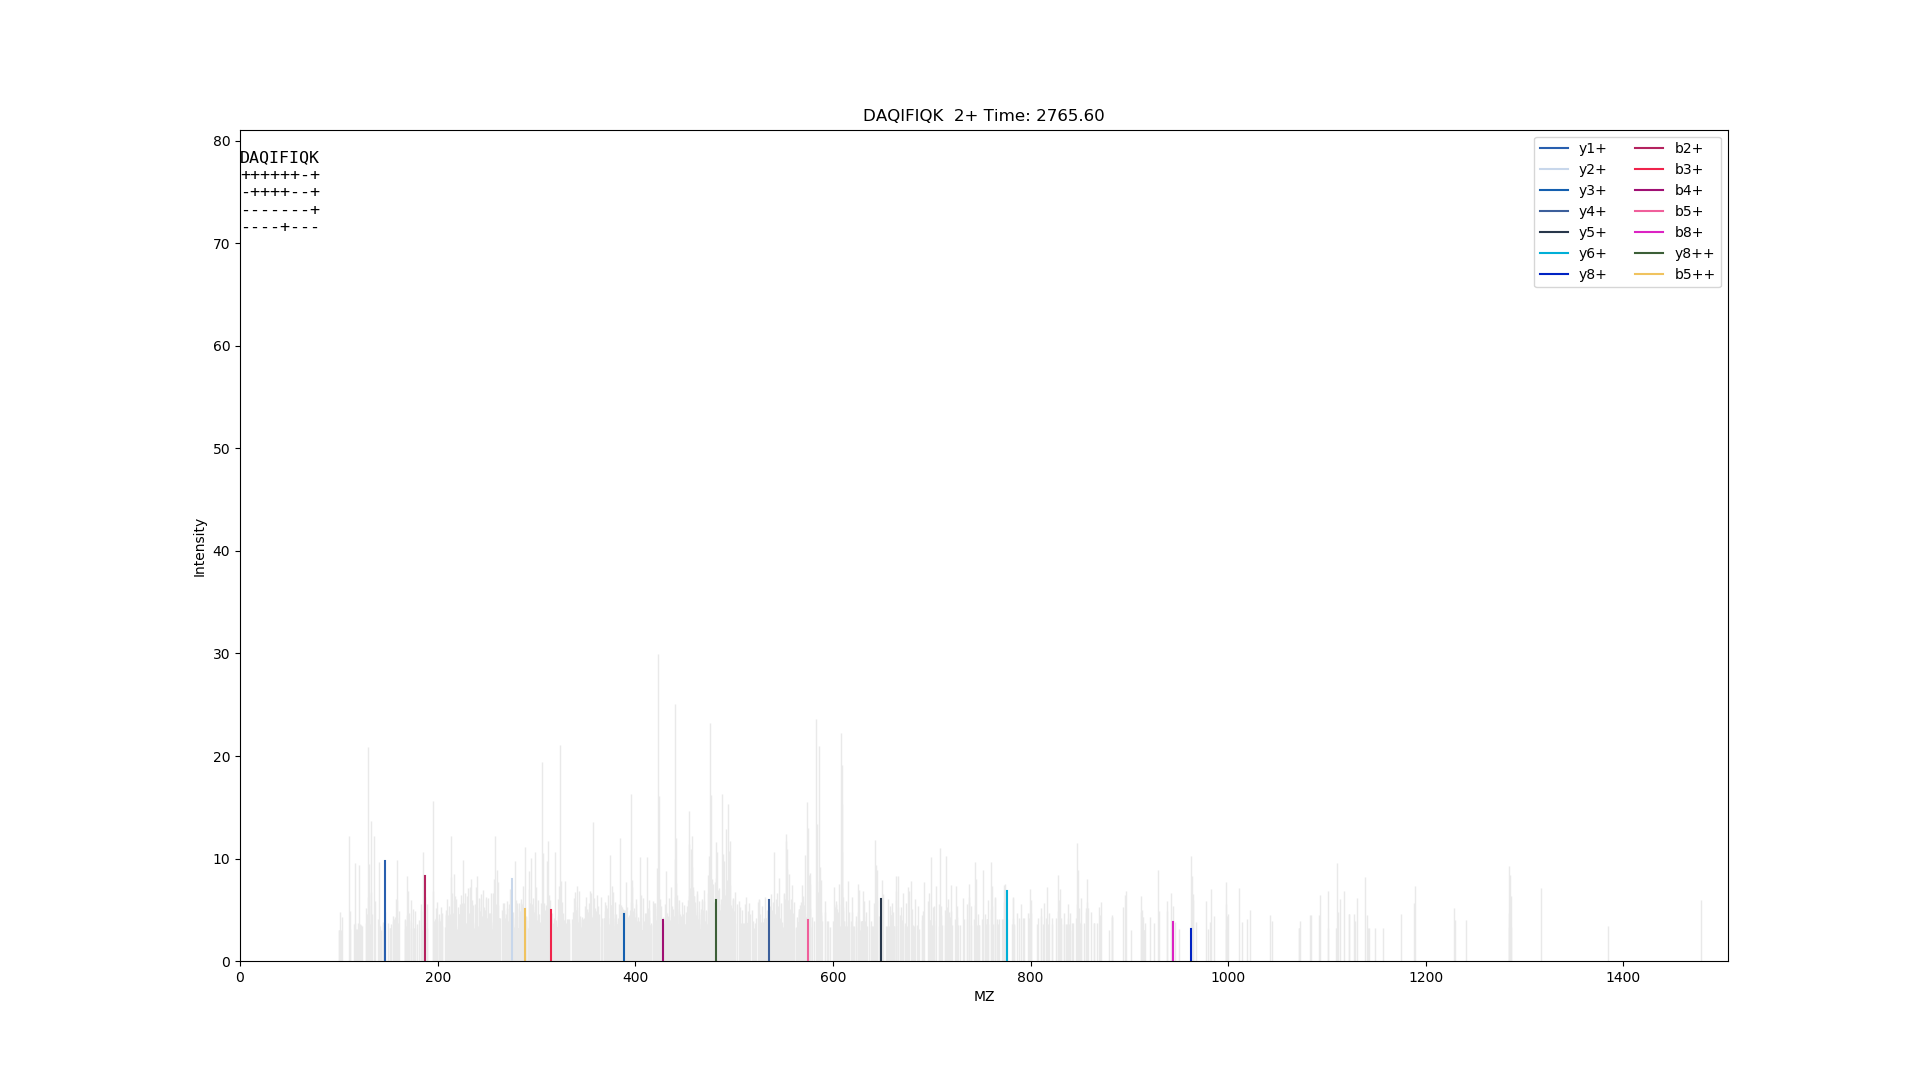 DAQIFIQK  2+ Time: 2765.60
80
70
60
50
40
30
20
10
0
Intensity
DAQIFIQK
++++++-+
-++++--+
-------+
----+---
y1+
y2+
y3+
y4+
y5+
y6+
y8+
b2+
b3+
b4+
b5+
b8+
y8++
b5++
0 200 400 600 800 1000 1200 1400
MZ